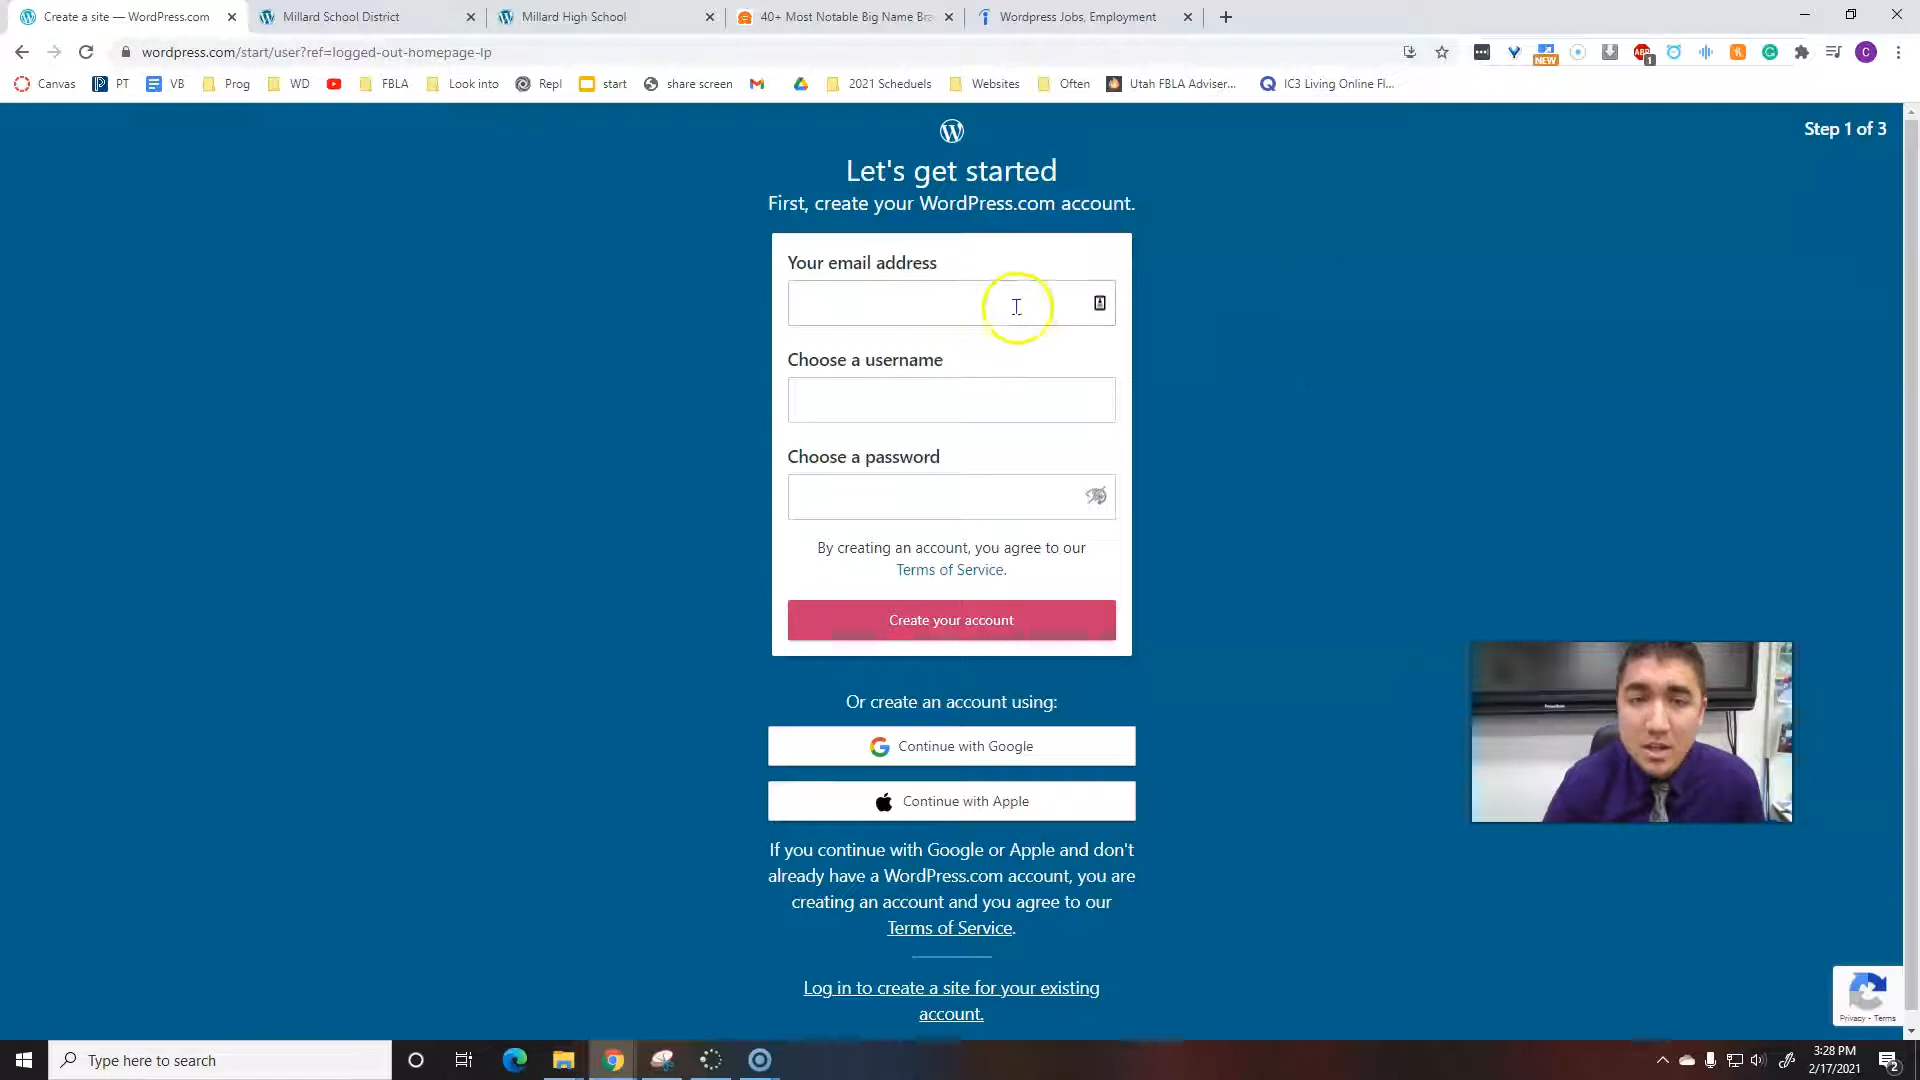 Create a site — WordPress.com
Millard School District
Millard High School
40+ Most Notable Big Name Bra
Wordpress Jobs, Employment
wordpress.com/start/user?ref=logged-out-homepage-lp
ABP
1
NEW
C
Canvas
PT
VB
Prog
WD
FBLA
Look into
Repl
start
share screen
2021 Scheduels
Websites
Often
Utah FBLA Adviser...
IC3 Living Online Fl...
Step 1 of 3
Let's get started
First, create your WordPress.com account.
Your email address
Choose a username
Choose a password
By creating an account, you agree to our
Terms of Service.
Create your account
Or create an account using:
Continue with Google
Continue with Apple
If you continue with Google or Apple and don't
already have a WordPress.com account, you are
creating an account and you agree to our
Terms of Service.
Log in to create a site for your existing
account.
Privacy - Terms
Type here to search
3:28 PM
2/17/2021
2